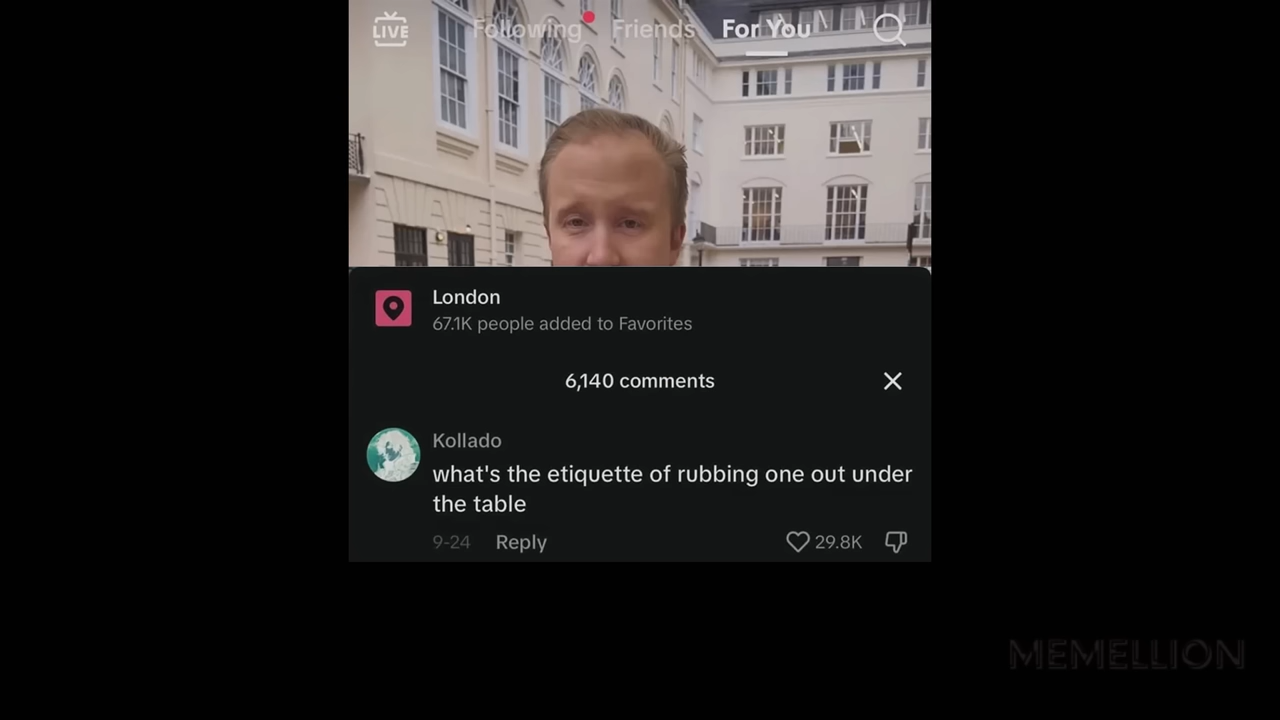 LIVE
Following Friends For You
London
67.1K people added to Favorites
6,140 comments
Kollado
what's the etiquette of rubbing one out under
the table
9-24 Reply 29.8K
MEMELLION